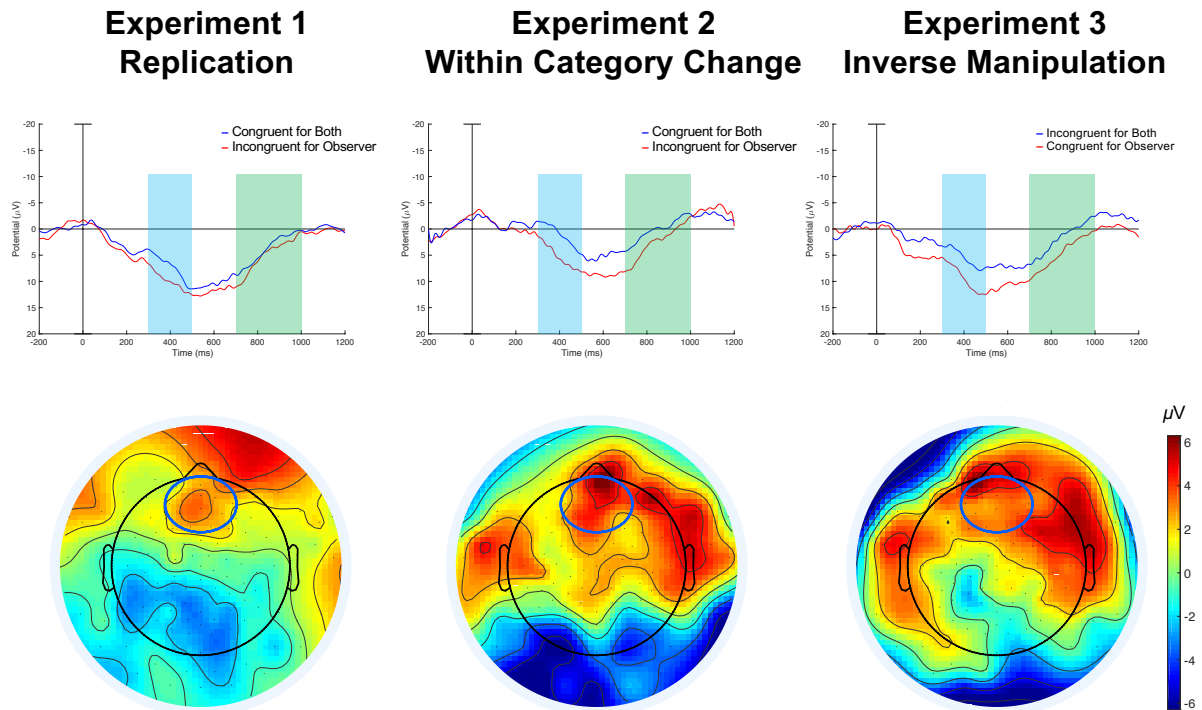 Experiment 1
Replication
Experiment 2
Within Category Change
Experiment 3
Inverse Manipulation
Potential (µV)
-20
-15
-10
-5
0
5
10
15
20
Congruent for Both
Incongruent for Observer
-200 0 200 400 600 800 1000 1200
Time (ms)
Potential (µV)
-20
-15
-10
-5
0
5
10
15
20
Congruent for Both
Incongruent for Observer
-200 0 200 400 600 800 1000 1200
Time (ms)
Potential (µV)
-20
-15
-10
-5
0
5
10
15
20
Incongruent for Both
Congruent for Observer
-200 0 200 400 600 800 1000 1200
Time (ms)
µV
6
4
2
0
-2
-4
-6